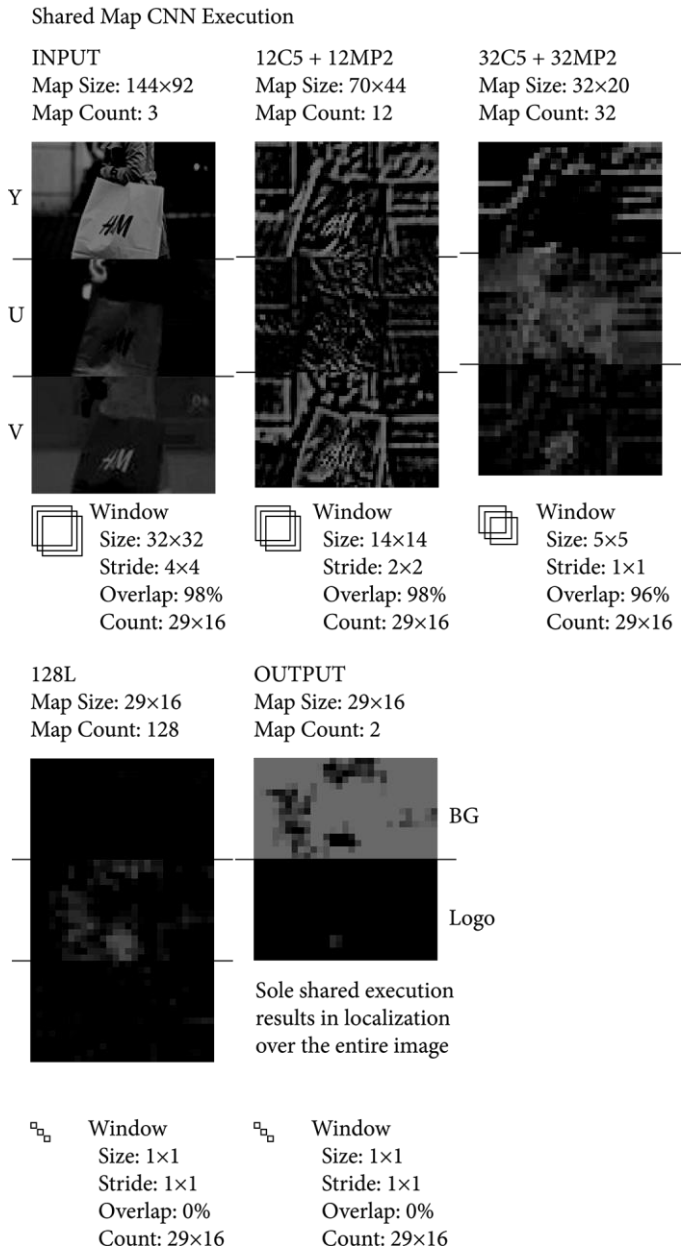 Shared Map CNN Execution
INPUT
Map Size: 144×92
Map Count: 3
12C5 + 12MP2
Map Size: 70×44
Map Count: 12
32C5 + 32MP2
Map Size: 32×20
Map Count: 32
Y
U
V
H&M
H&M
H&M
H&M
H&M
Window
Size: 32×32
Stride: 4×4
Overlap: 98%
Count: 29×16
Window
Size: 14×14
Stride: 2×2
Overlap: 98%
Count: 29×16
Window
Size: 5×5
Stride: 1×1
Overlap: 96%
Count: 29×16
128L
Map Size: 29×16
Map Count: 128
OUTPUT
Map Size: 29×16
Map Count: 2
BG
Logo
Sole shared execution
results in localization
over the entire image
Window
Size: 1×1
Stride: 1×1
Overlap: 0%
Count: 29×16
Window
Size: 1×1
Stride: 1×1
Overlap: 0%
Count: 29×16